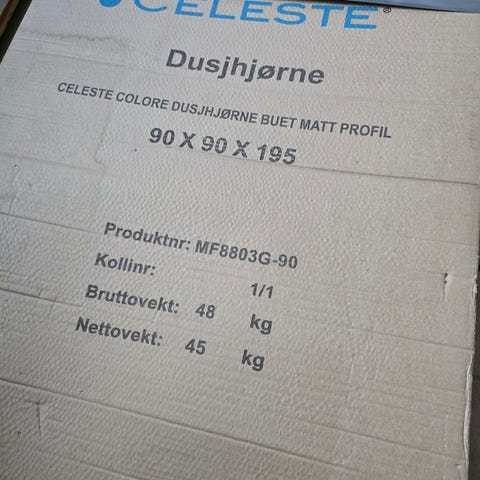 CELESTE®
Dusjhjørne
CELESTE COLORE DUSJHJØRNE BUET MATT PROFIL
90 X 90 X 195
Produktnr: MF8803G-90
Kollinr: 1/1
Bruttovekt: 48 kg
Nettovekt: 45 kg